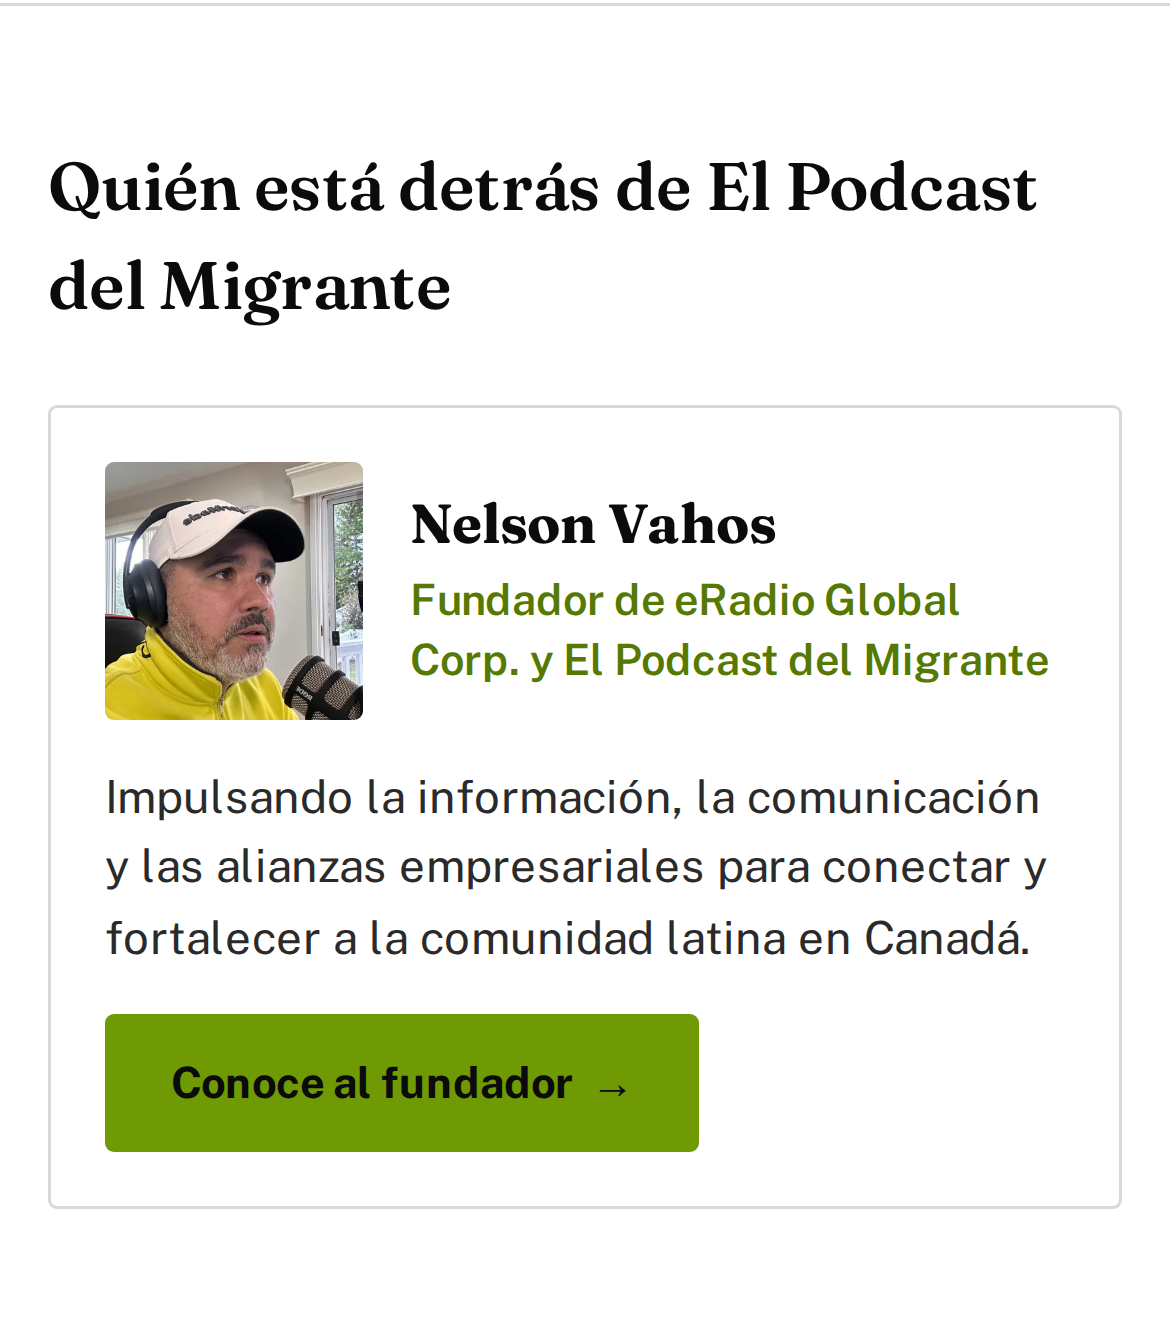 Quién está detrás de El Podcast
del Migrante
Nelson Vahos
Fundador de eRadio Global
Corp. y El Podcast del Migrante
Impulsando la información, la comunicación
y las alianzas empresariales para conectar y
fortalecer a la comunidad latina en Canadá.
Conoce al fundador →